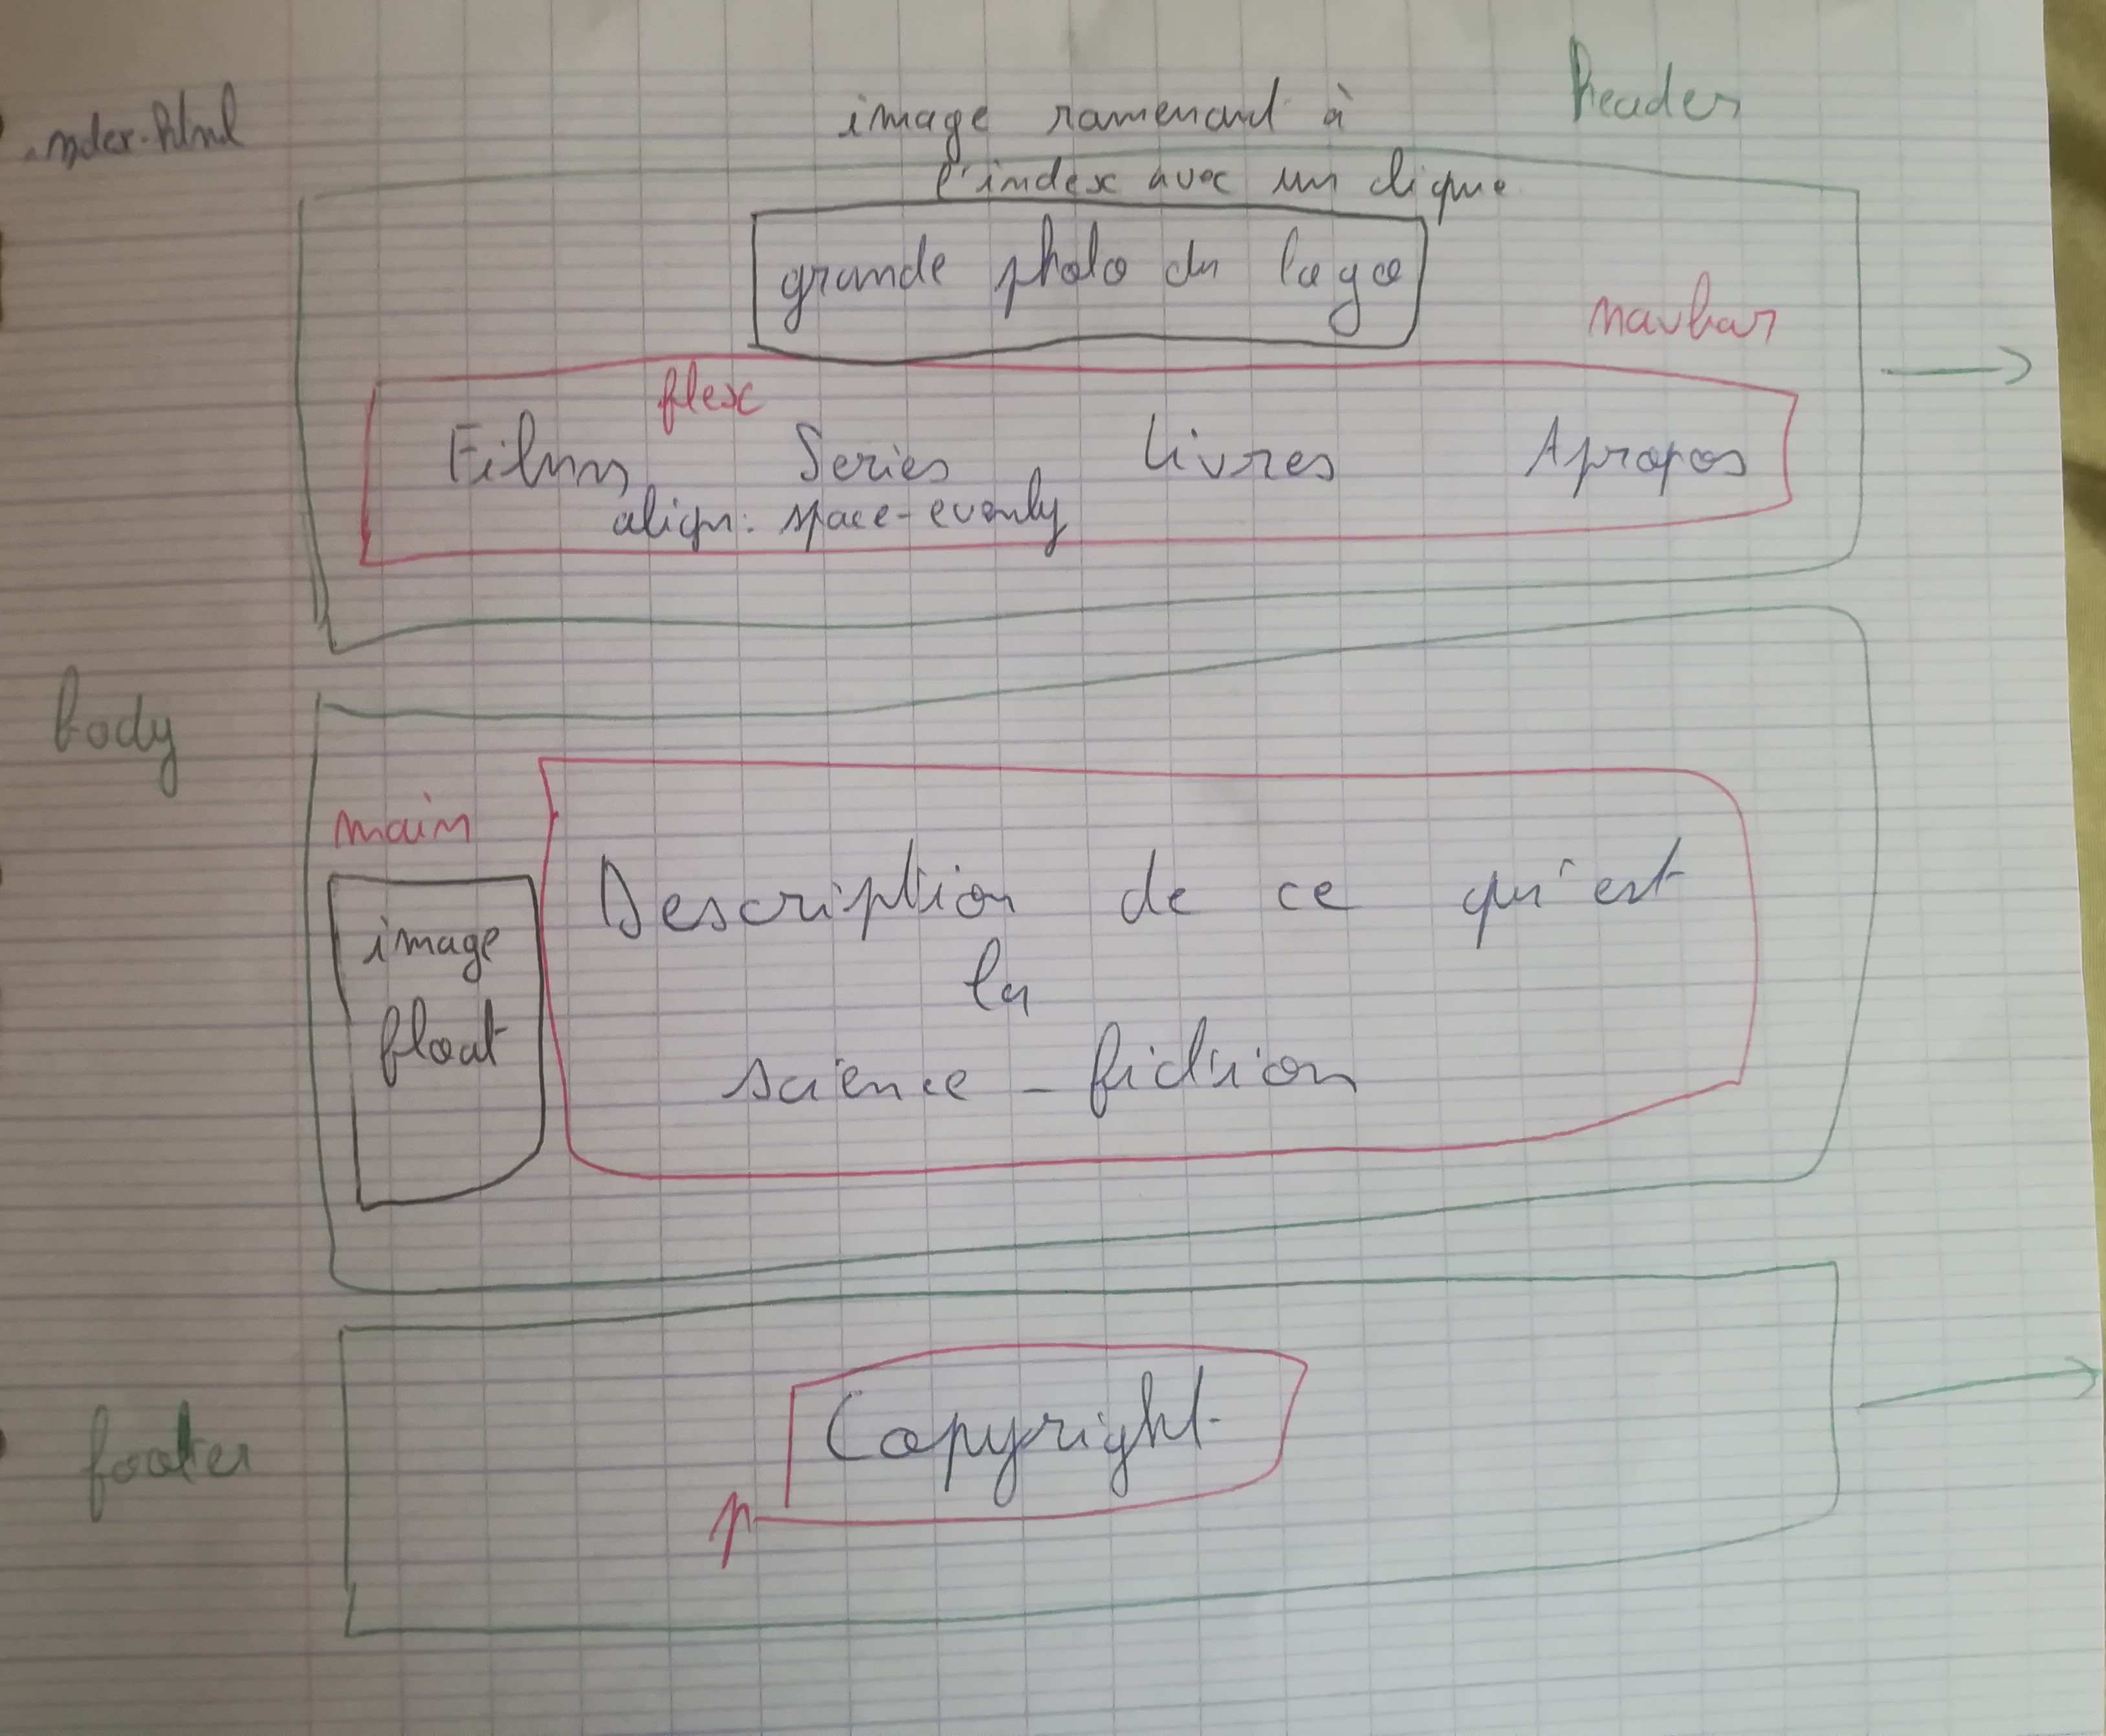 index.html
image ramenant à
l'index avec un clique
header
grande photo du logo
navbar
flex
Films Series livres Apropos
align: space-evenly
body
main
image
float
Description de ce qu'est
la
science - fiction
footer
Copyright
p